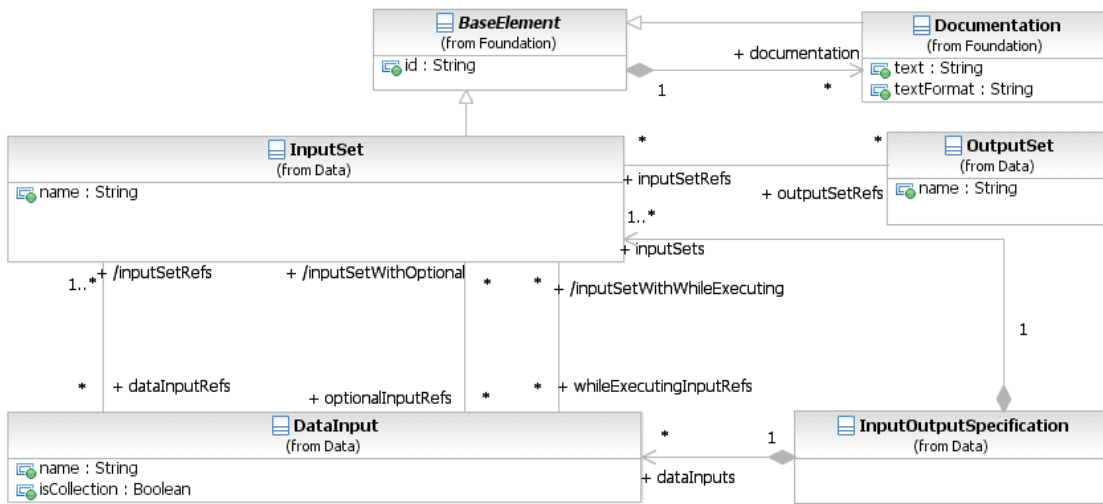 BaseElement
(from Foundation)
id : String
Documentation
(from Foundation)
text : String
textFormat : String
+ documentation
1
*
InputSet
(from Data)
name : String
*
*
+ inputSetRefs
+ outputSetRefs
OutputSet
(from Data)
name : String
1..*
+ inputSets
+ /inputSetRefs
1..*
+ /inputSetWithOptional
*
*
+ /inputSetWithWhileExecuting
1
*
+ dataInputRefs
+ optionalInputRefs
*
*
+ whileExecutingInputRefs
DataInput
(from Data)
name : String
isCollection : Boolean
*
1
+ dataInputs
InputOutputSpecification
(from Data)